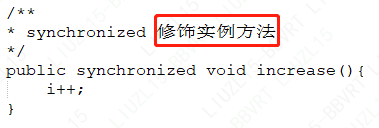 /**
* synchronized 修饰实例方法
*/
public synchronized void increase(){
    i++;
}